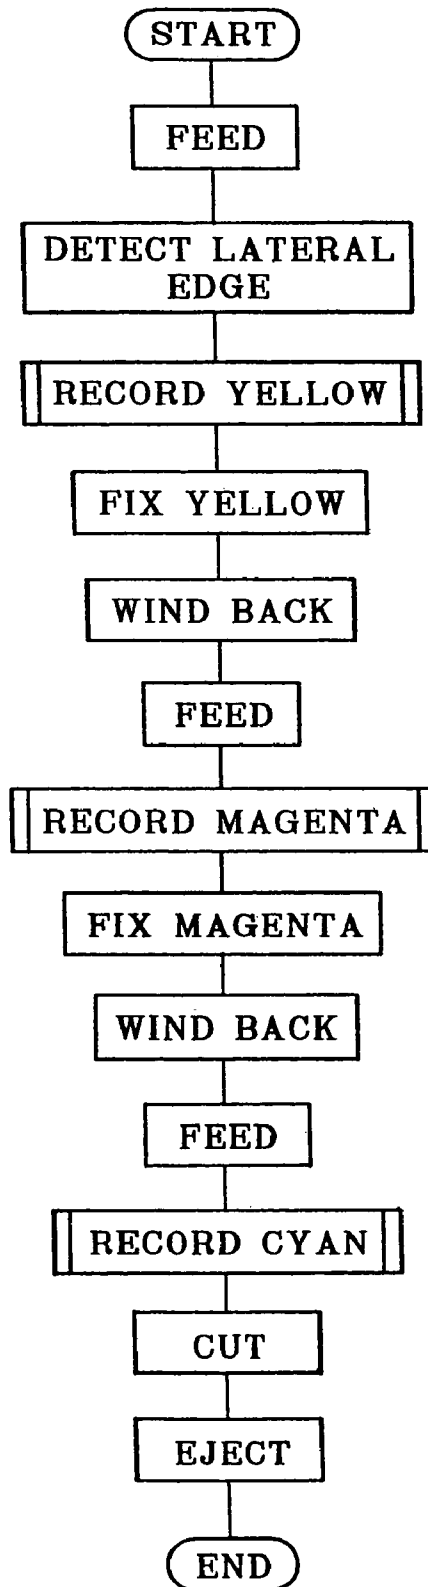 START
FEED
DETECT LATERAL
EDGE
RECORD YELLOW
FIX YELLOW
WIND BACK
FEED
RECORD MAGENTA
FIX MAGENTA
WIND BACK
FEED
RECORD CYAN
CUT
EJECT
END